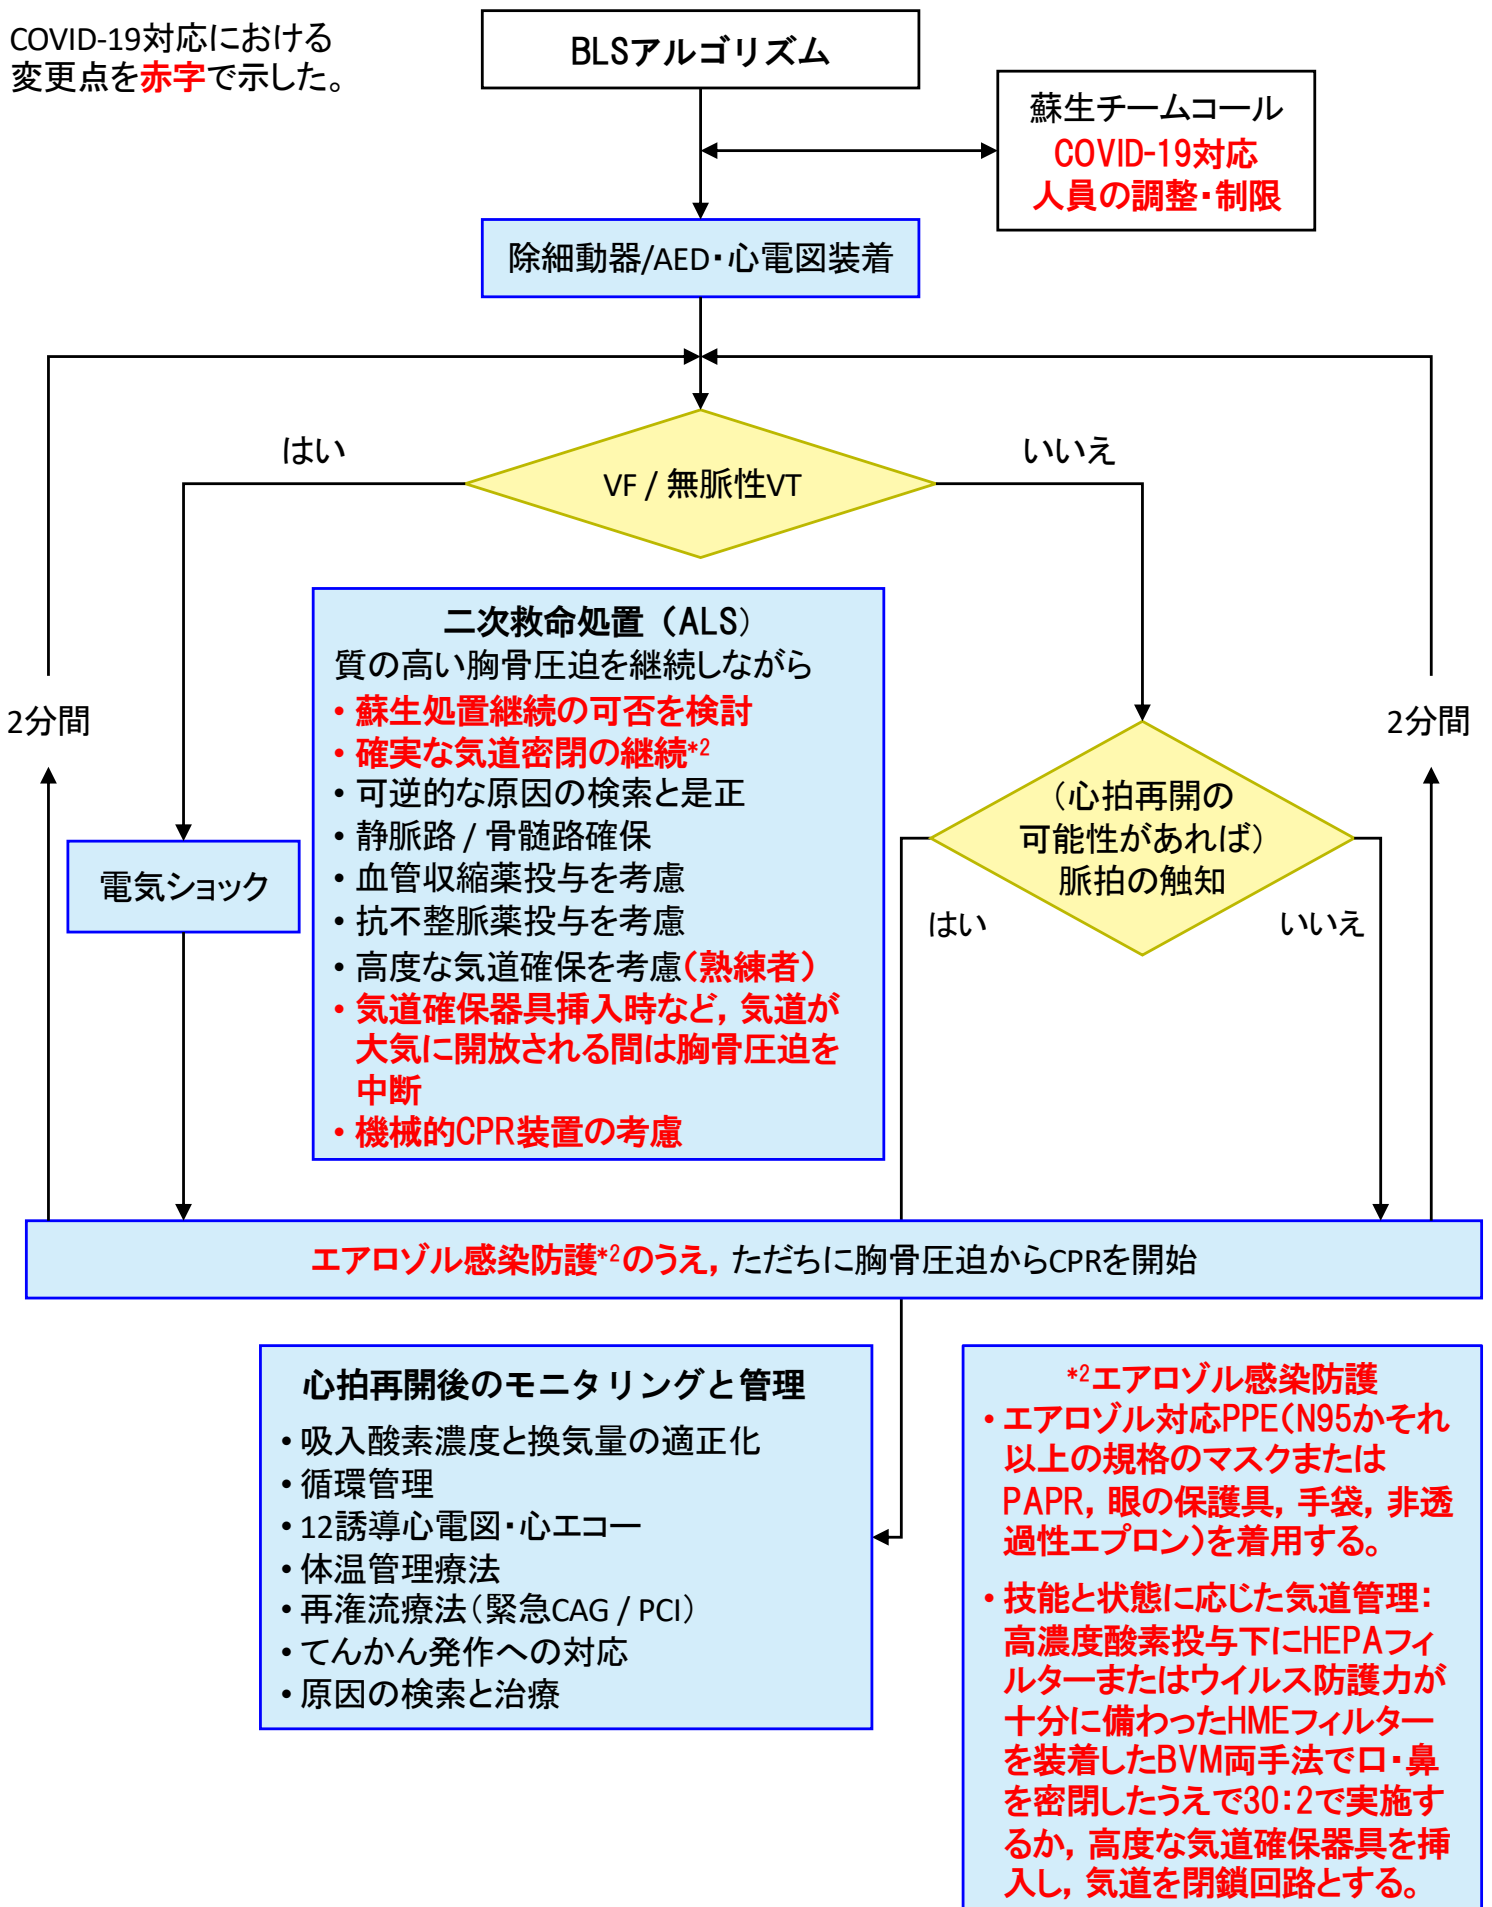 COVID-19対応における
変更点を赤字で示した。
BLSアルゴリズム
蘇生チームコール
COVID-19対応
人員の調整・制限
除細動器/AED・心電図装着
はい
いいえ
VF / 無脈性VT
二次救命処置（ALS）
質の高い胸骨圧迫を継続しながら
• 蘇生処置継続の可否を検討
• 確実な気道密閉の継続*2
• 可逆的な原因の検索と是正
• 静脈路 / 骨髄路確保
• 血管収縮薬投与を考慮
• 抗不整脈薬投与を考慮
• 高度な気道確保を考慮（熟練者）
• 気道確保器具挿入時など，気道が
大気に開放される間は胸骨圧迫を
中断
• 機械的CPR装置の考慮
2分間
2分間
（心拍再開の
可能性があれば）
脈拍の触知
電気ショック
はい
いいえ
エアロゾル感染防護*2のうえ，ただちに胸骨圧迫からCPRを開始
心拍再開後のモニタリングと管理
• 吸入酸素濃度と換気量の適正化
• 循環管理
• 12誘導心電図・心エコー
• 体温管理療法
• 再潅流療法（緊急CAG / PCI）
• てんかん発作への対応
• 原因の検索と治療
*2エアロゾル感染防護
• エアロゾル対応PPE（N95かそれ
以上の規格のマスクまたは
PAPR，眼の保護具，手袋，非透
過性エプロン）を着用する。
• 技能と状態に応じた気道管理：
高濃度酸素投与下にHEPAフィ
ルターまたはウイルス防護力が
十分に備わったHMEフィルター
を装着したBVM両手法で口・鼻
を密閉したうえで30：2で実施す
るか，高度な気道確保器具を挿
入し，気道を閉鎖回路とする。